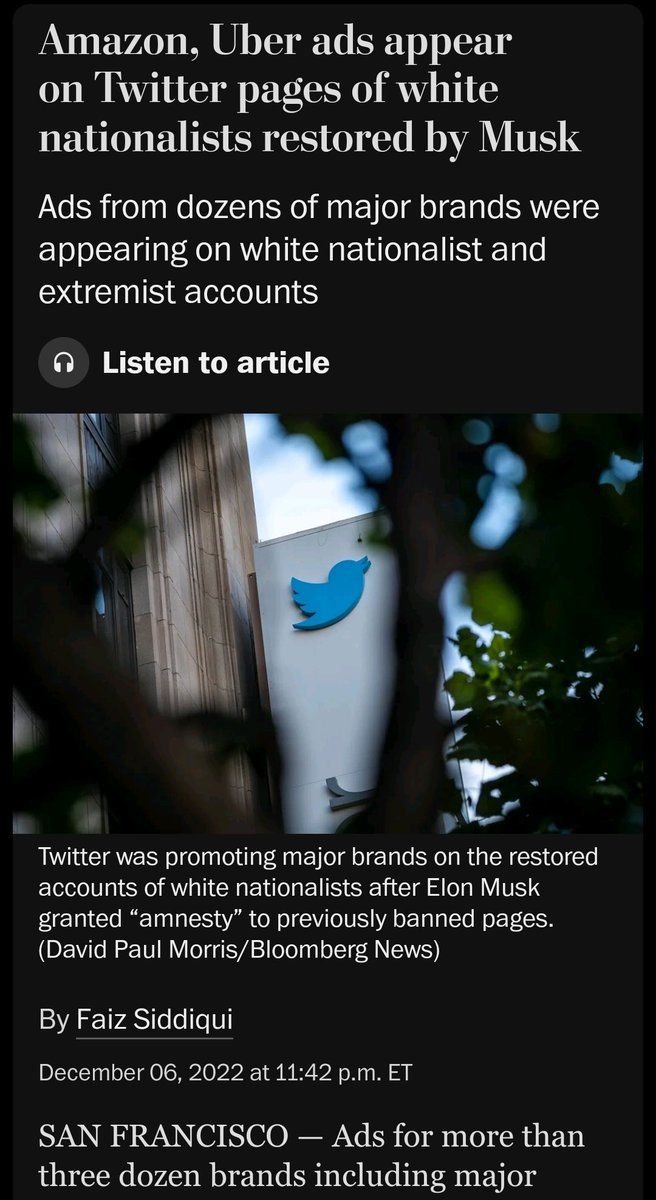 Amazon, Uber ads appear
on Twitter pages of white
nationalists restored by Musk
Ads from dozens of major brands were
appearing on white nationalist and
extremist accounts
Listen to article
Twitter was promoting major brands on the restored
accounts of white nationalists after Elon Musk
granted “amnesty” to previously banned pages.
(David Paul Morris/Bloomberg News)
By Faiz Siddiqui
December 06, 2022 at 11:42 p.m. ET
SAN FRANCISCO — Ads for more than
three dozen brands including major